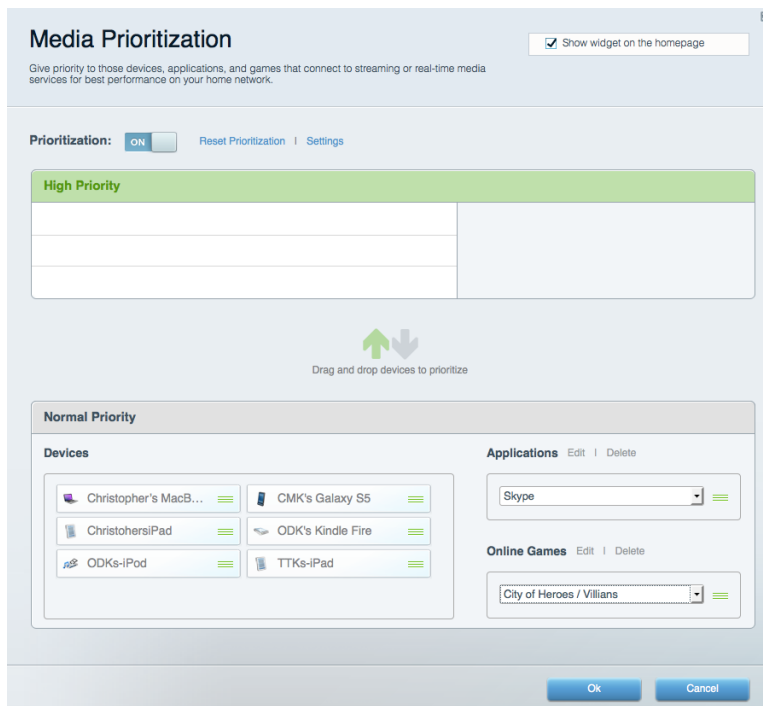 Media Prioritization
Show widget on the homepage
Give priority to those devices, applications, and games that connect to streaming or real-time media
services for best performance on your home network.
Prioritization: ON Reset Prioritization | Settings
High Priority
Drag and drop devices to prioritize
Normal Priority
Devices
Christopher's MacB...
CMK's Galaxy S5
ChristohersiPad
ODK's Kindle Fire
ODKs-iPod
TTKs-iPad
Applications Edit | Delete
Skype
Online Games Edit | Delete
City of Heroes / Villians
Ok
Cancel